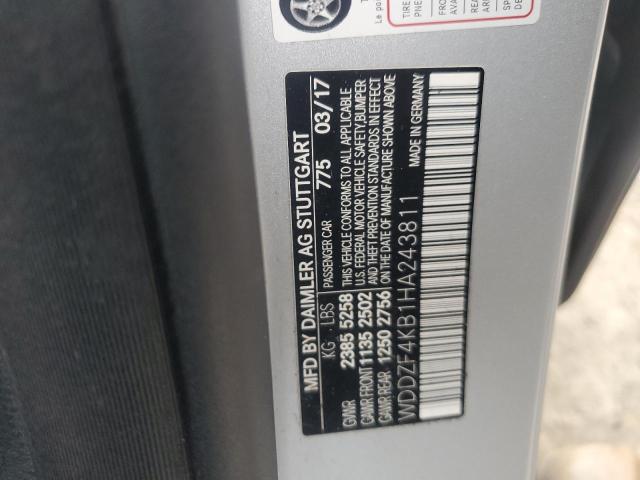 MFD BY DAIMLER AG STUTTGART
PASSENGER CAR 775 03/17
KG LBS
GVWR 2385 5258
GAWR FRONT 1135 2502
GAWR REAR 1250 2756
THIS VEHICLE CONFORMS TO ALL APPLICABLE
U.S. FEDERAL MOTOR VEHICLE SAFETY, BUMPER
AND THEFT PREVENTION STANDARDS IN EFFECT
ON THE DATE OF MANUFACTURE SHOWN ABOVE.
WDDZF4KB1HA243811
MADE IN GERMANY
Le
TIRE